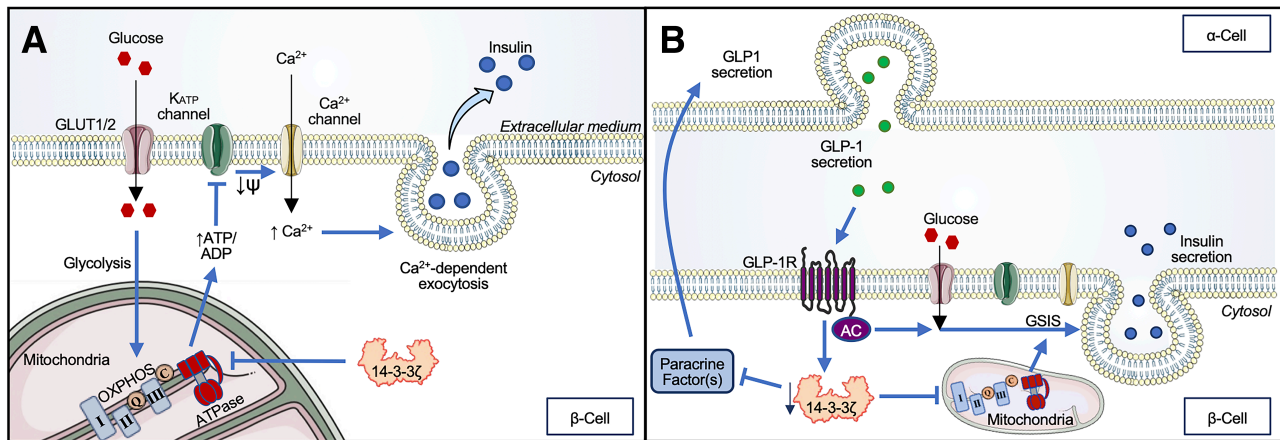 A
Glucose
KATP
channel
GLUT1/2
Ca²⁺
Ca²⁺
channel
Insulin
Extracellular medium
Cytosol
↓Ψ
↑ Ca²⁺
↑ATP/
ADP
Glycolysis
Ca²⁺-dependent
exocytosis
Mitochondria
OXPHOS
I
II
Q
III
C
ATPase
14-3-3ζ
β-Cell
B
α-Cell
GLP1
secretion
GLP-1
secretion
GLP-1R
Glucose
Insulin
secretion
Cytosol
AC
GSIS
Paracrine
Factor(s)
↓
14-3-3ζ
I
II
Q
III
C
Mitochondria
β-Cell